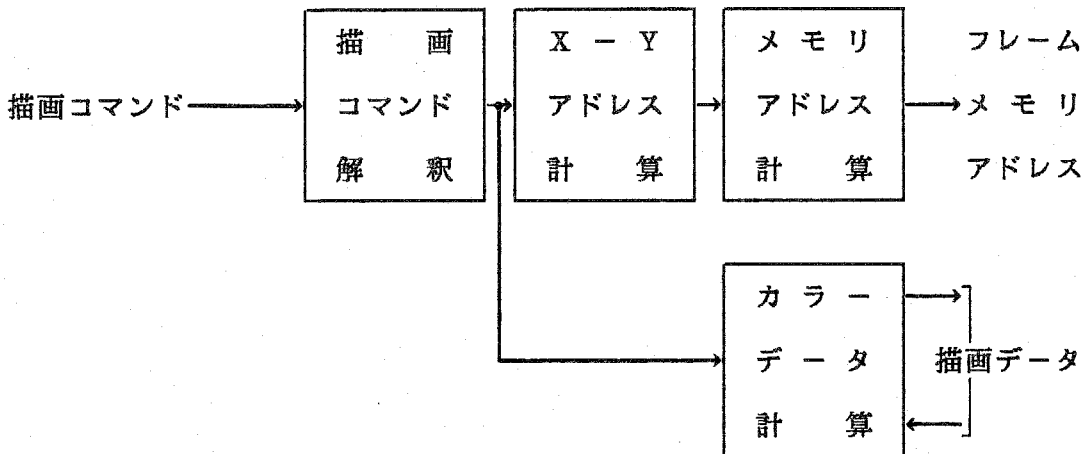 描画コマンド
描画
コマンド
解釈
X-Y
アドレス
計算
メモリ
アドレス
計算
フレーム
メモリ
アドレス
カラー
データ
計算
描画データ